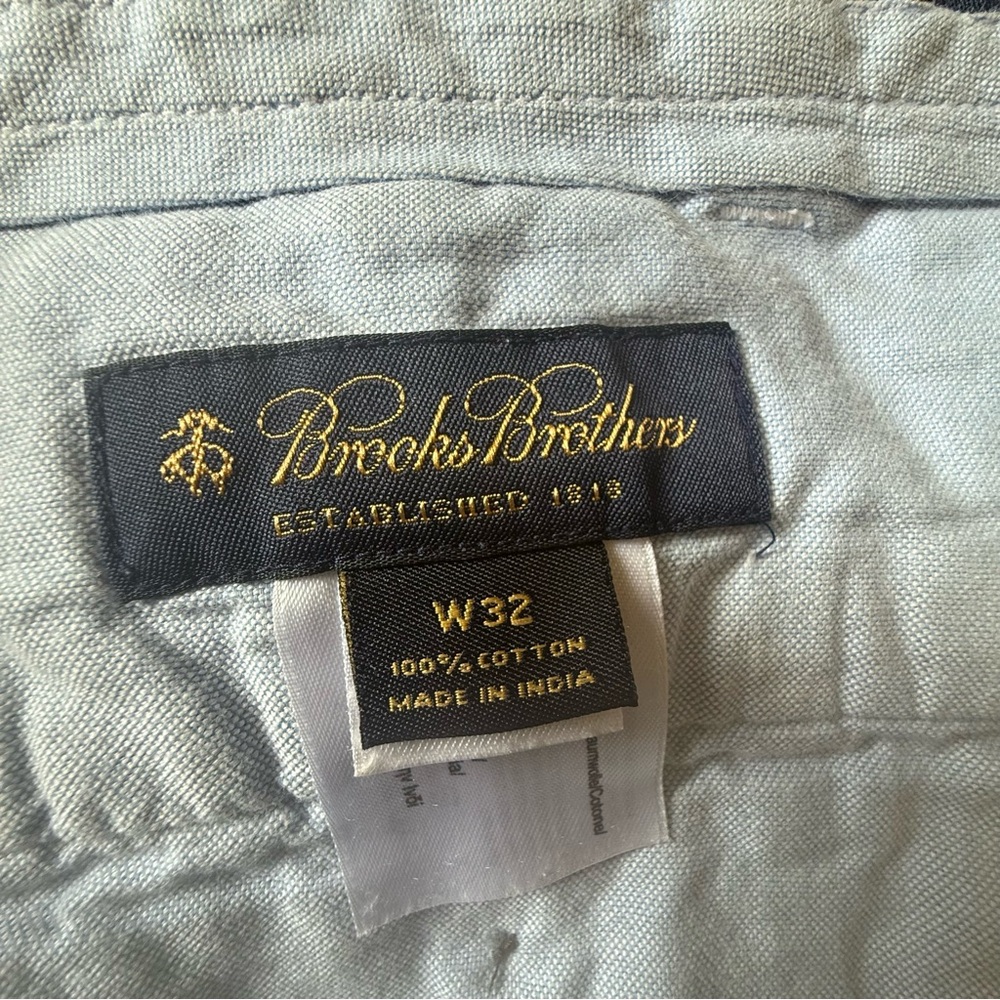 Brooks Brothers
ESTABLISHED 1818
W32
100% COTTON
MADE IN INDIA